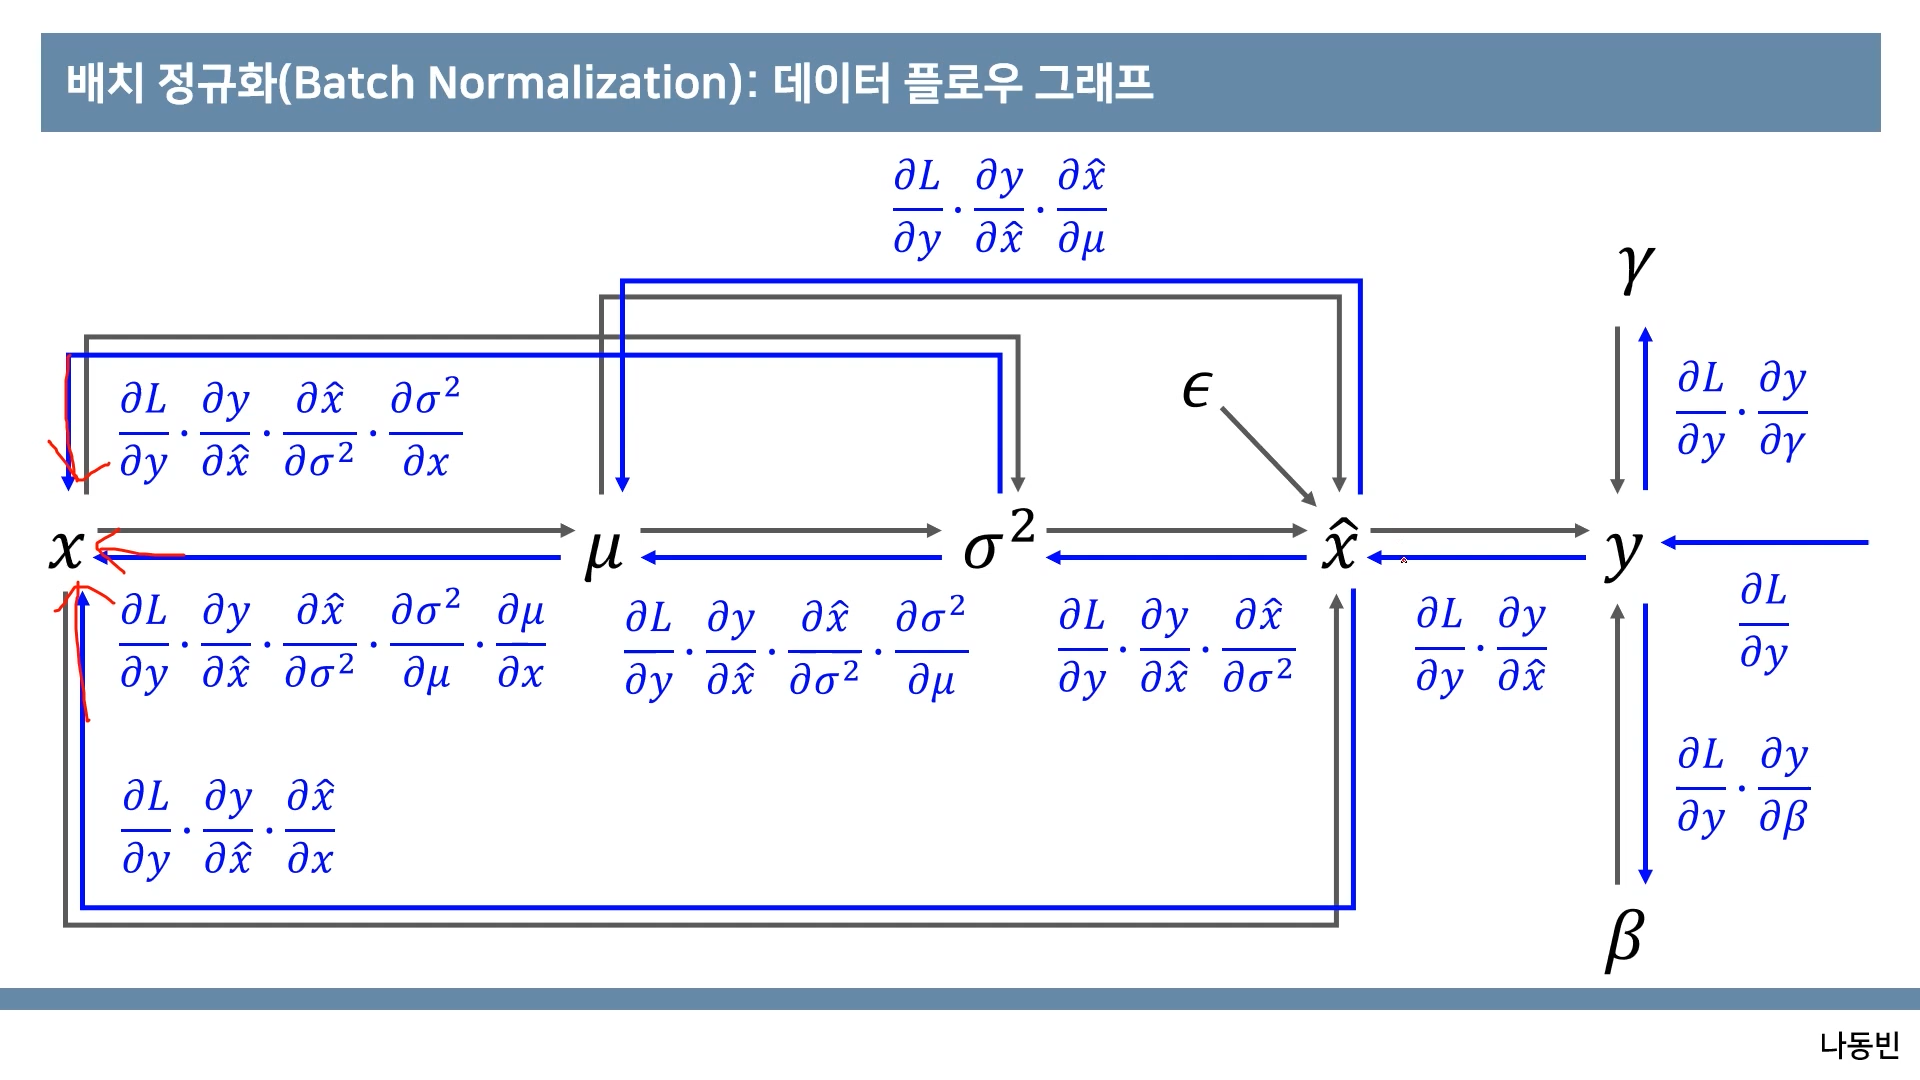 배치 정규화(Batch Normalization): 데이터 플로우 그래프
∂L/∂y · ∂y/∂x̂ · ∂x̂/∂μ
γ
ϵ
∂L/∂y · ∂y/∂γ
∂L/∂y · ∂y/∂x̂ · ∂x̂/∂σ² · ∂σ²/∂x
x μ σ² x̂ y
∂L/∂y · ∂y/∂x̂ · ∂x̂/∂σ² · ∂σ²/∂μ · ∂μ/∂x
∂L/∂y · ∂y/∂x̂ · ∂x̂/∂σ² · ∂σ²/∂μ
∂L/∂y · ∂y/∂x̂ · ∂x̂/∂σ²
∂L/∂y · ∂y/∂x̂
∂L/∂y
∂L/∂y · ∂y/∂x̂ · ∂x̂/∂x
∂L/∂y · ∂y/∂β
β
나동빈